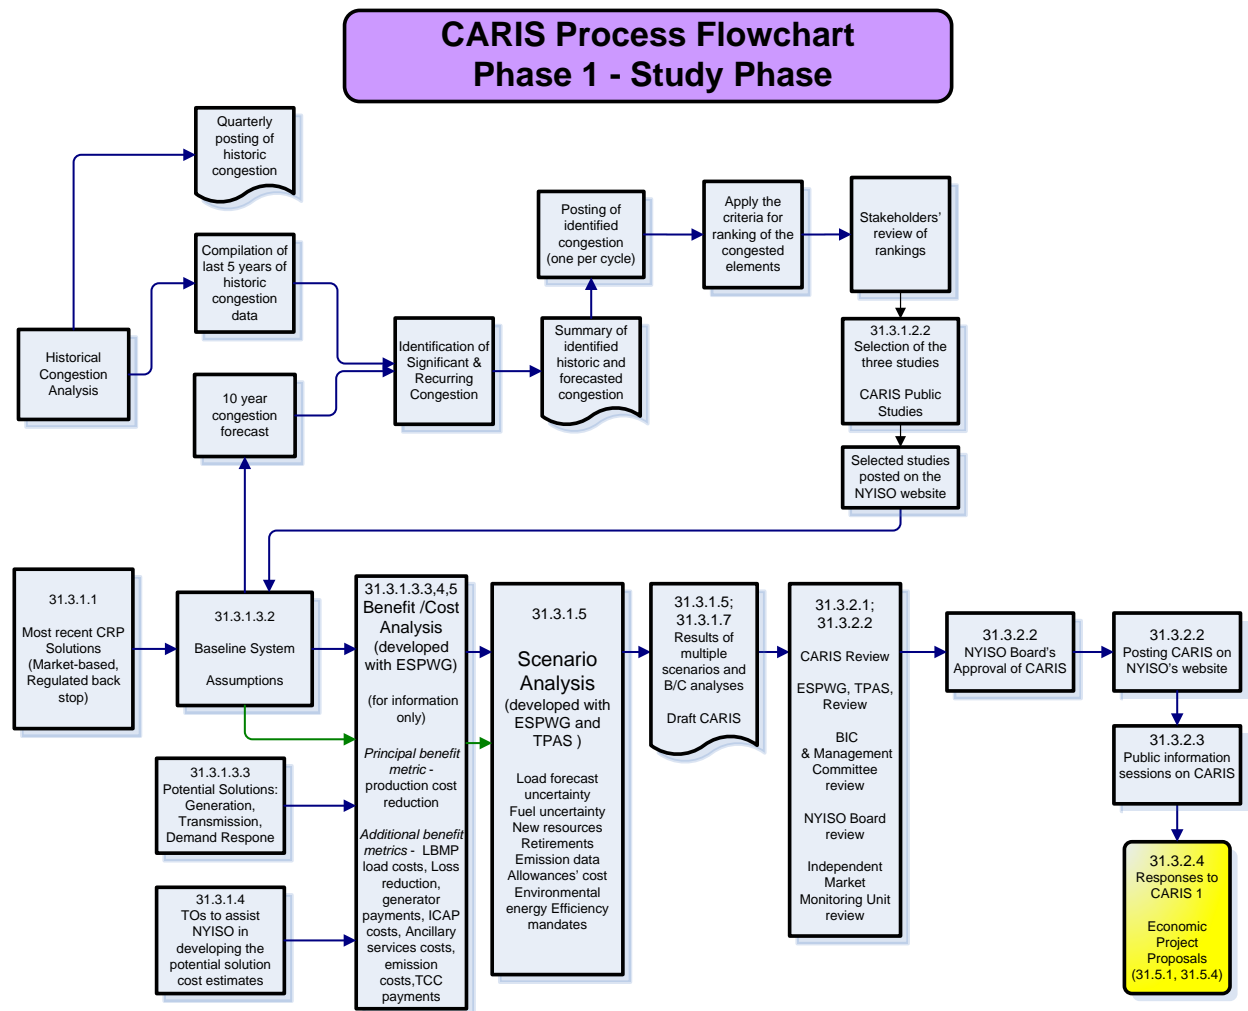 CARIS Process Flowchart
Phase 1 - Study Phase
Quarterly
posting of
historic
congestion
Compilation of
last 5 years of
historic
congestion
data
Historical
Congestion
Analysis
10 year
congestion
forecast
Identification of
Significant &
Recurring
Congestion
Posting of
identified
congestion
(one per cycle)
Summary of
identified
historic and
forecasted
congestion
Apply the
criteria for
ranking of the
congested
elements
Stakeholders'
review of
rankings
31.3.1.2.2
Selection of the
three studies
CARIS Public
Studies
Selected studies
posted on the
NYISO website
31.3.1.1
Most recent CRP
Solutions
(Market-based,
Regulated back
stop)
31.3.1.3.2
Baseline System
Assumptions
31.3.1.3.3
Potential Solutions:
Generation,
Transmission,
Demand Respone
31.3.1.4
TOs to assist
NYISO in
developing the
potential solution
cost estimates
31.3.1.3.3,4,5
Benefit /Cost
Analysis
(developed
with ESPWG)
(for information
only)
Principal benefit
metric -
production cost
reduction
Additional benefit
metrics - LBMP
load costs, Loss
reduction,
generator
payments, ICAP
costs, Ancillary
services costs,
emission
costs,TCC
payments
31.3.1.5
Scenario
Analysis
(developed with
ESPWG and
TPAS )
Load forecast
uncertainty
Fuel uncertainty
New resources
Retirements
Emission data
Allowances' cost
Environmental
energy Efficiency
mandates
31.3.1.5;
31.3.1.7
Results of
multiple
scenarios and
B/C analyses
Draft CARIS
31.3.2.1;
31.3.2.2
CARIS Review
ESPWG, TPAS,
Review
BIC
& Management
Committee
review
NYISO Board
review
Independent
Market
Monitoring Unit
review
31.3.2.2
NYISO Board's
Approval of CARIS
31.3.2.2
Posting CARIS on
NYISO's website
31.3.2.3
Public information
sessions on CARIS
31.3.2.4
Responses to
CARIS 1
Economic
Project
Proposals
(31.5.1, 31.5.4)